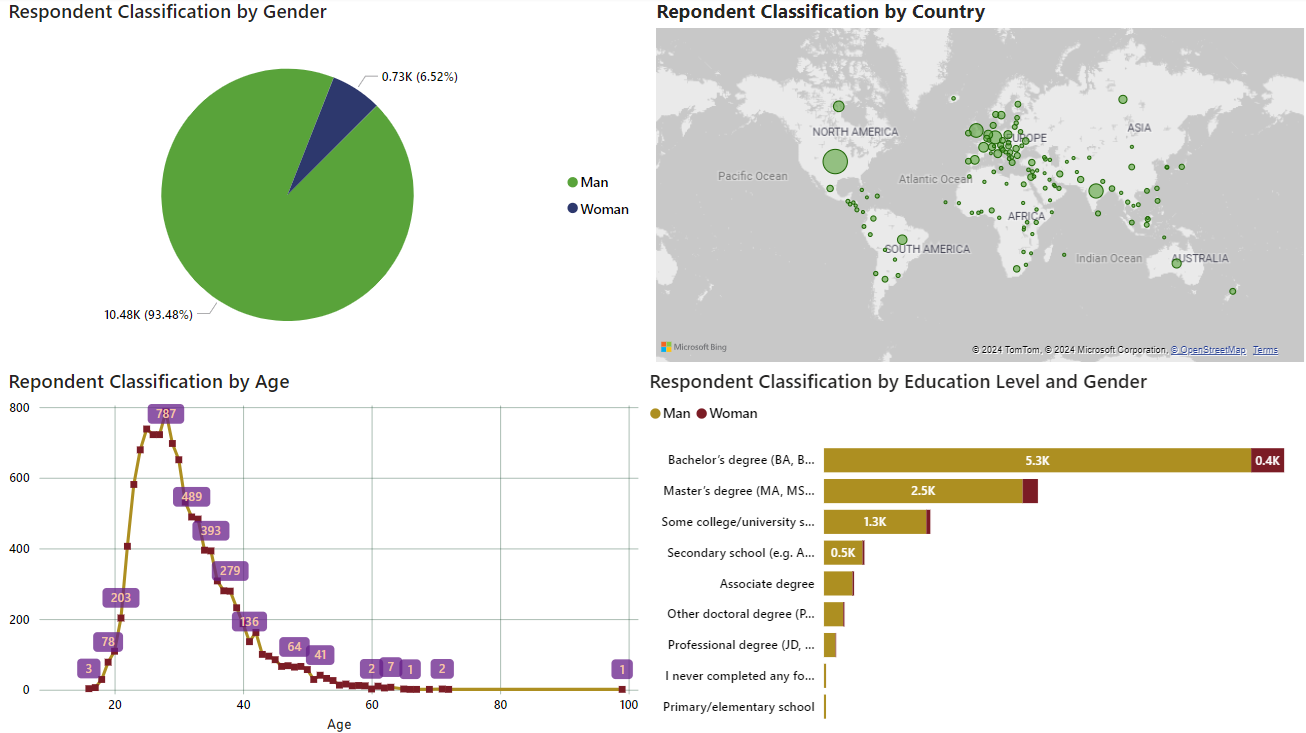 Respondent Classification by Gender
0.73K (6.52%)
Man
Woman
10.48K (93.48%)
Repondent Classification by Country
NORTH AMERICA
EUROPE
ASIA
Pacific Ocean
Atlantic Ocean
AFRICA
SOUTH AMERICA
Indian Ocean
AUSTRALIA
Microsoft Bing
© 2024 TomTom, © 2024 Microsoft Corporation, © OpenStreetMap Terms
Repondent Classification by Age
800
600
400
200
0
787
489
393
279
203
136
78
64
41
3
2
7
1
2
1
20
40
60
80
100
Age
Respondent Classification by Education Level and Gender
Man Woman
Bachelor’s degree (BA, B... 5.3K 0.4K
Master’s degree (MA, MS... 2.5K
Some college/university s... 1.3K
Secondary school (e.g. A... 0.5K
Associate degree
Other doctoral degree (P...
Professional degree (JD, ...
I never completed any fo...
Primary/elementary school